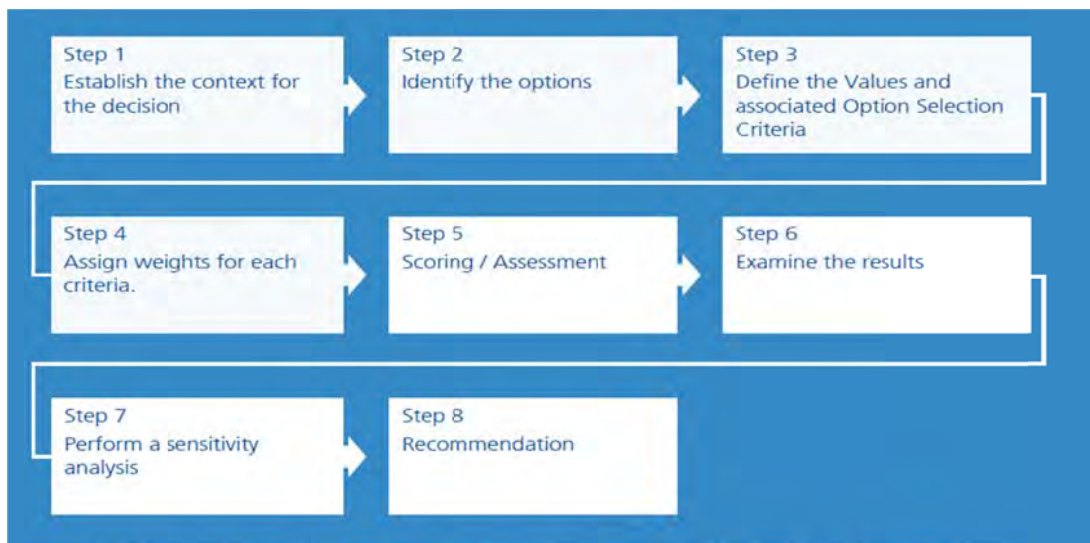 Step 1
Establish the context for
the decision
Step 2
Identify the options
Step 3
Define the Values and
associated Option Selection
Criteria
Step 4
Assign weights for each
criteria.
Step 5
Scoring / Assessment
Step 6
Examine the results
Step 7
Perform a sensitivity
analysis
Step 8
Recommendation